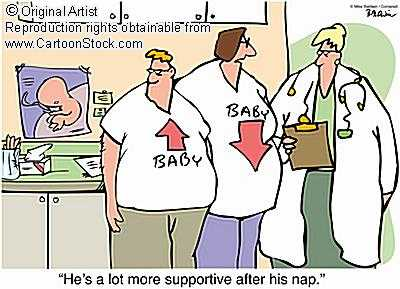 © Original Artist
Reproduction rights obtainable from
www.CartoonStock.com
BABY
BABY
"He's a lot more supportive after his nap."